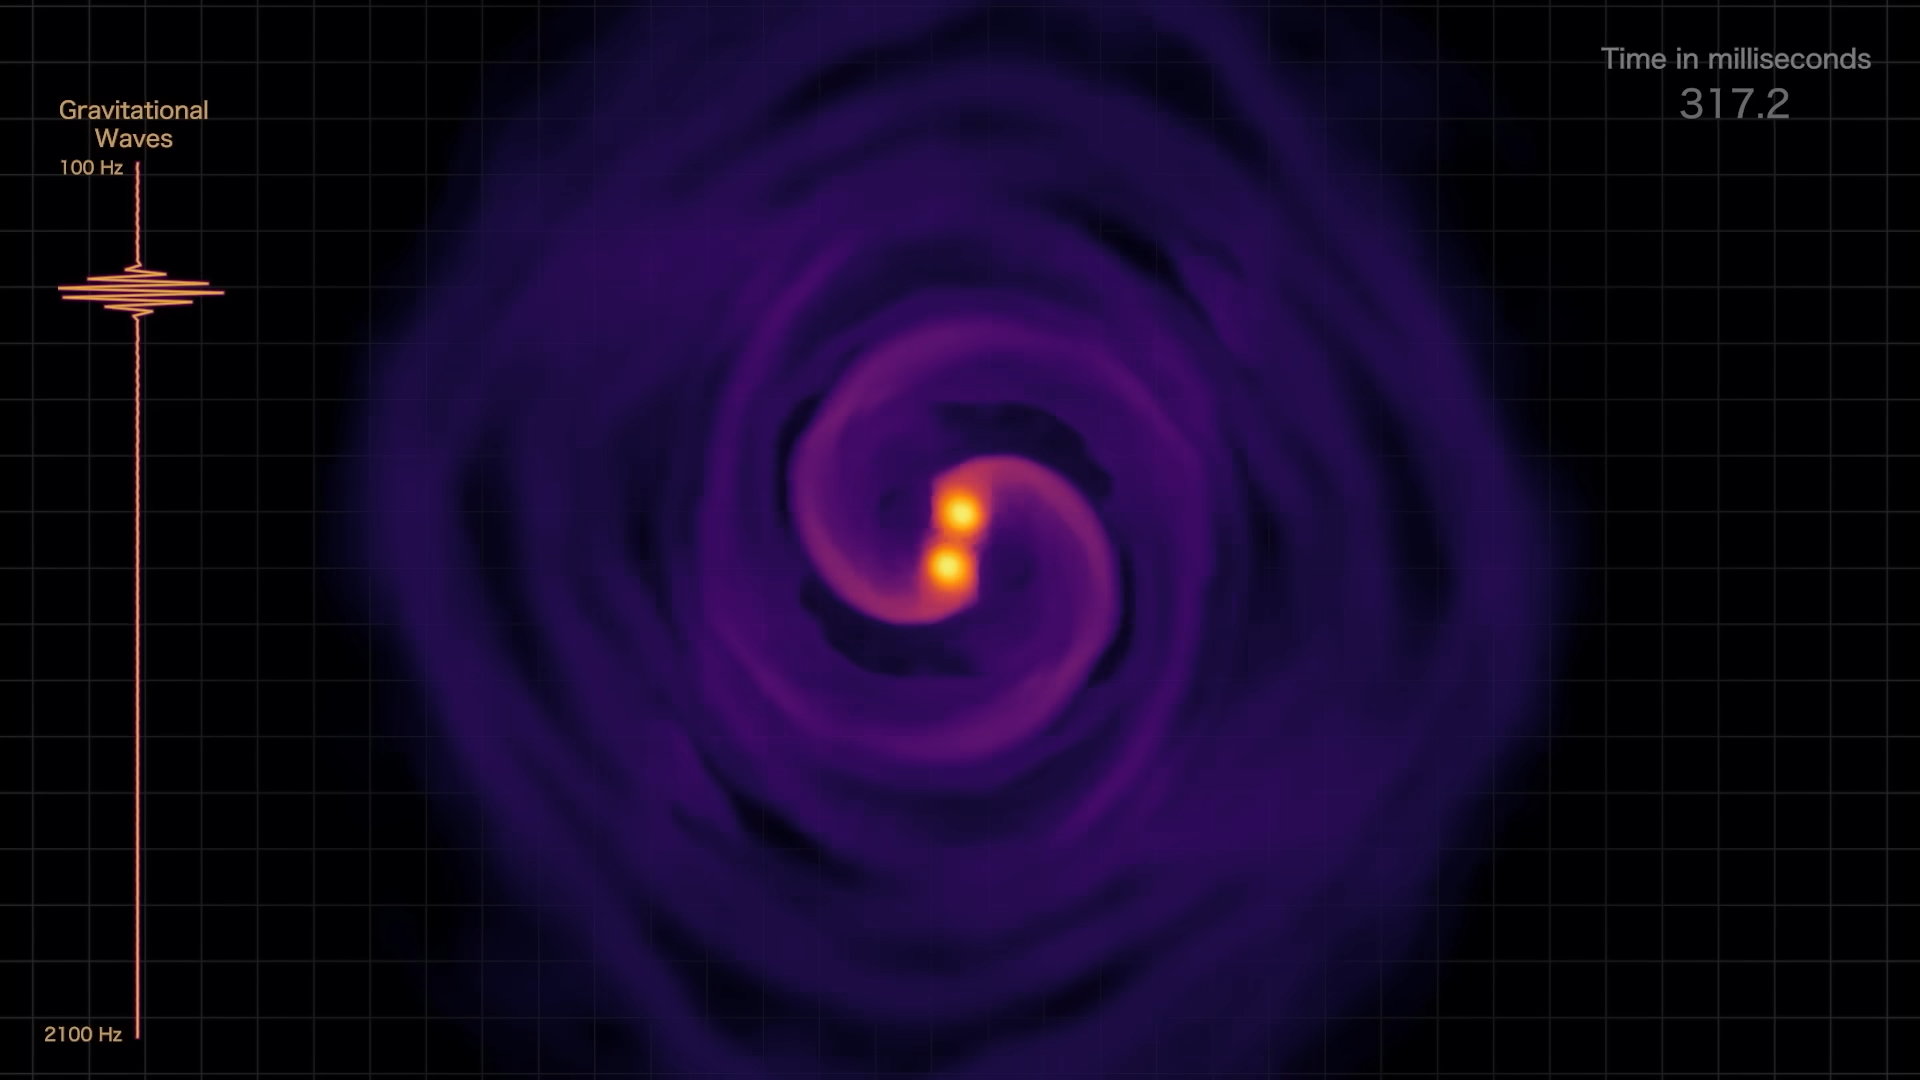 Gravitational
Waves
100 Hz
2100 Hz
Time in milliseconds
317.2